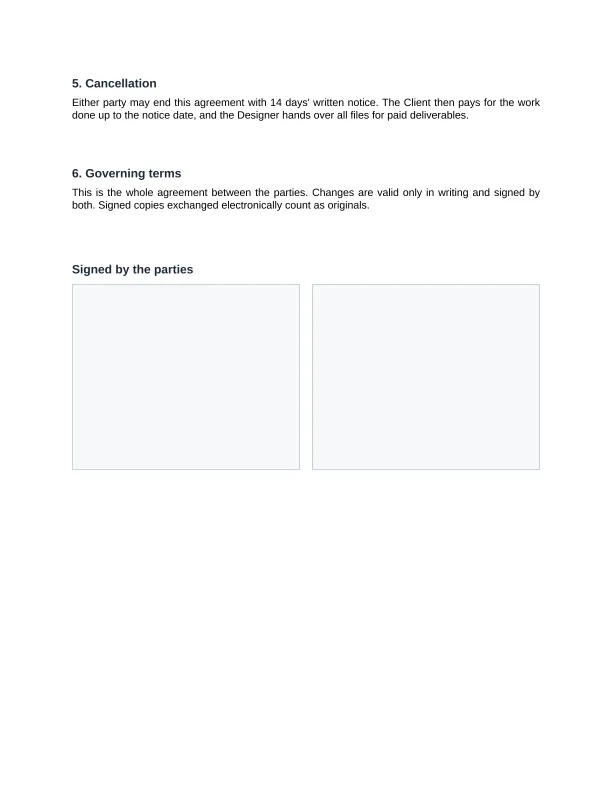 5. Cancellation
Either party may end this agreement with 14 days' written notice. The Client then pays for the work
done up to the notice date, and the Designer hands over all files for paid deliverables.
6. Governing terms
This is the whole agreement between the parties. Changes are valid only in writing and signed by
both. Signed copies exchanged electronically count as originals.
Signed by the parties